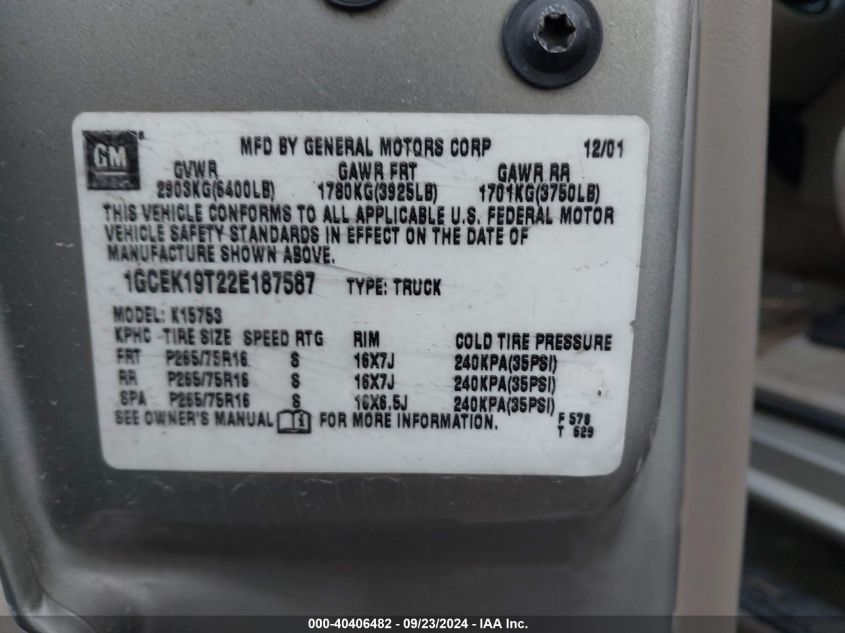 GM
MFD BY GENERAL MOTORS CORP 12/01
GVWR GAWR FRT GAWR RR
2903KG(6400LB) 1780KG(3925LB) 1701KG(3750LB)
THIS VEHICLE CONFORMS TO ALL APPLICABLE U.S. FEDERAL MOTOR
VEHICLE SAFETY STANDARDS IN EFFECT ON THE DATE OF
MANUFACTURE SHOWN ABOVE.
1GCEK19T22E187587 TYPE: TRUCK
MODEL: K15753
KPHC TIRE SIZE SPEED RTG RIM COLD TIRE PRESSURE
FRT P265/75R16 S 16X7J 240KPA(35PSI)
RR P265/75R16 S 16X7J 240KPA(35PSI)
SPA P265/75R16 S 16X6.5J 240KPA(35PSI)
SEE OWNER'S MANUAL i FOR MORE INFORMATION.
F 578
T 629
000-40406482 - 09/23/2024 - IAA Inc.